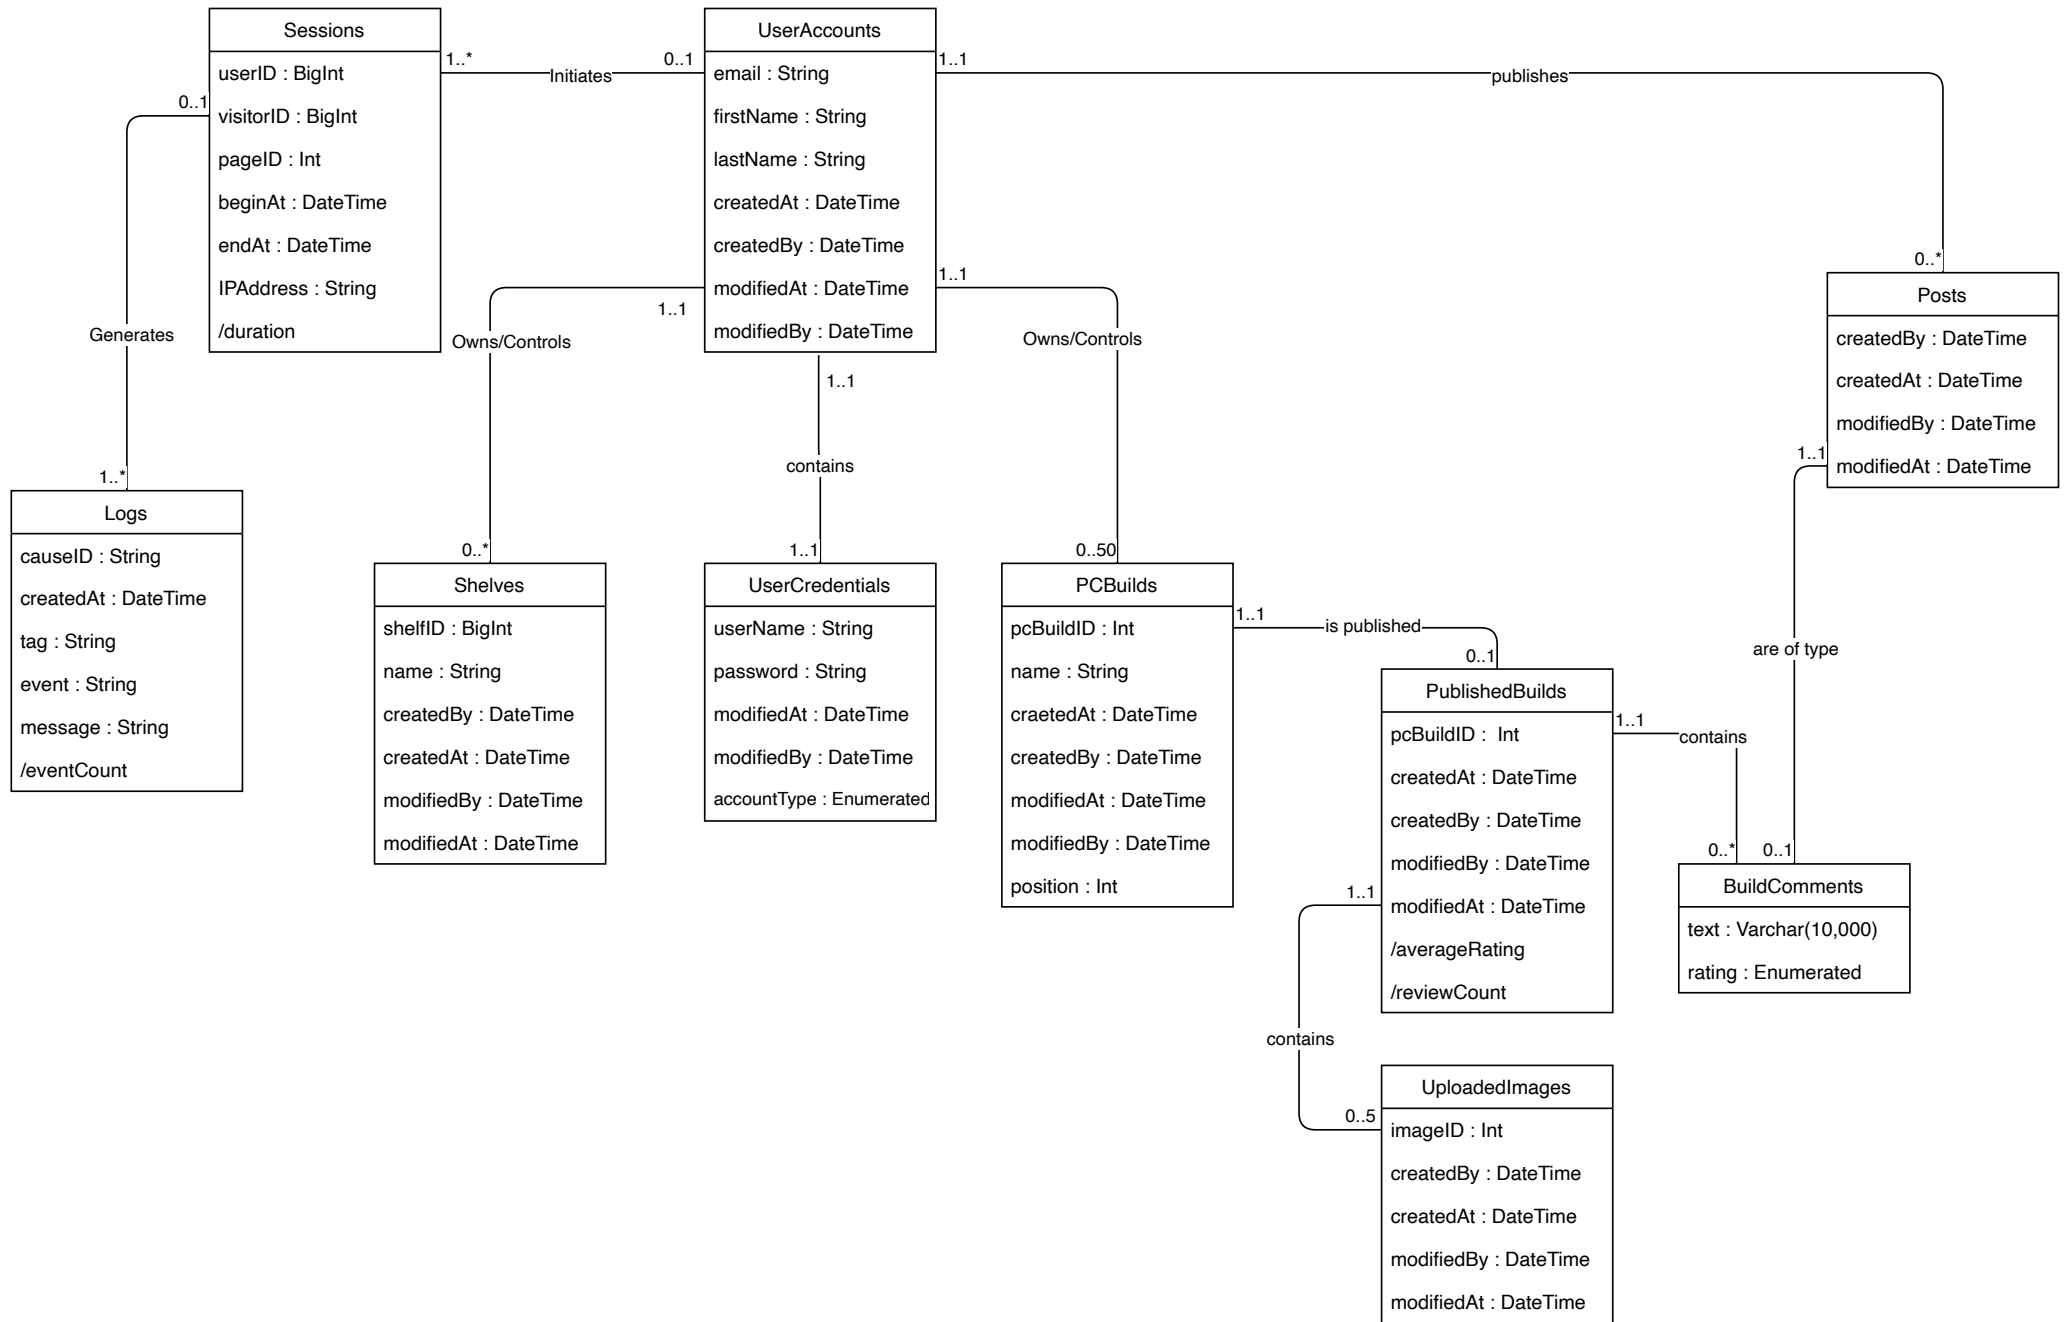 Sessions
userID : BigInt
visitorID : BigInt
pageID : Int
beginAt : DateTime
endAt : DateTime
IPAddress : String
/duration
1..*
Initiates
0..1
UserAccounts
email : String
firstName : String
lastName : String
createdAt : DateTime
createdBy : DateTime
modifiedAt : DateTime
modifiedBy : DateTime
1..1
publishes
0..*
Posts
createdBy : DateTime
createdAt : DateTime
modifiedBy : DateTime
modifiedAt : DateTime
0..1
Generates
1..*
Logs
causeID : String
createdAt : DateTime
tag : String
event : String
message : String
/eventCount
1..1
Owns/Controls
0..*
Shelves
shelfID : BigInt
name : String
createdBy : DateTime
createdAt : DateTime
modifiedBy : DateTime
modifiedAt : DateTime
1..1
contains
1..1
UserCredentials
userName : String
password : String
modifiedAt : DateTime
modifiedBy : DateTime
accountType : Enumerated
1..1
Owns/Controls
0..50
PCBuilds
pcBuildID : Int
name : String
craetedAt : DateTime
createdBy : DateTime
modifiedAt : DateTime
modifiedBy : DateTime
position : Int
1..1
is published
0..1
PublishedBuilds
pcBuildID :  Int
createdAt : DateTime
createdBy : DateTime
modifiedBy : DateTime
modifiedAt : DateTime
/averageRating
/reviewCount
1..1
contains
0..*
1..1
are of type
0..1
BuildComments
text : Varchar(10,000)
rating : Enumerated
1..1
contains
0..5
UploadedImages
imageID : Int
createdBy : DateTime
createdAt : DateTime
modifiedBy : DateTime
modifiedAt : DateTime